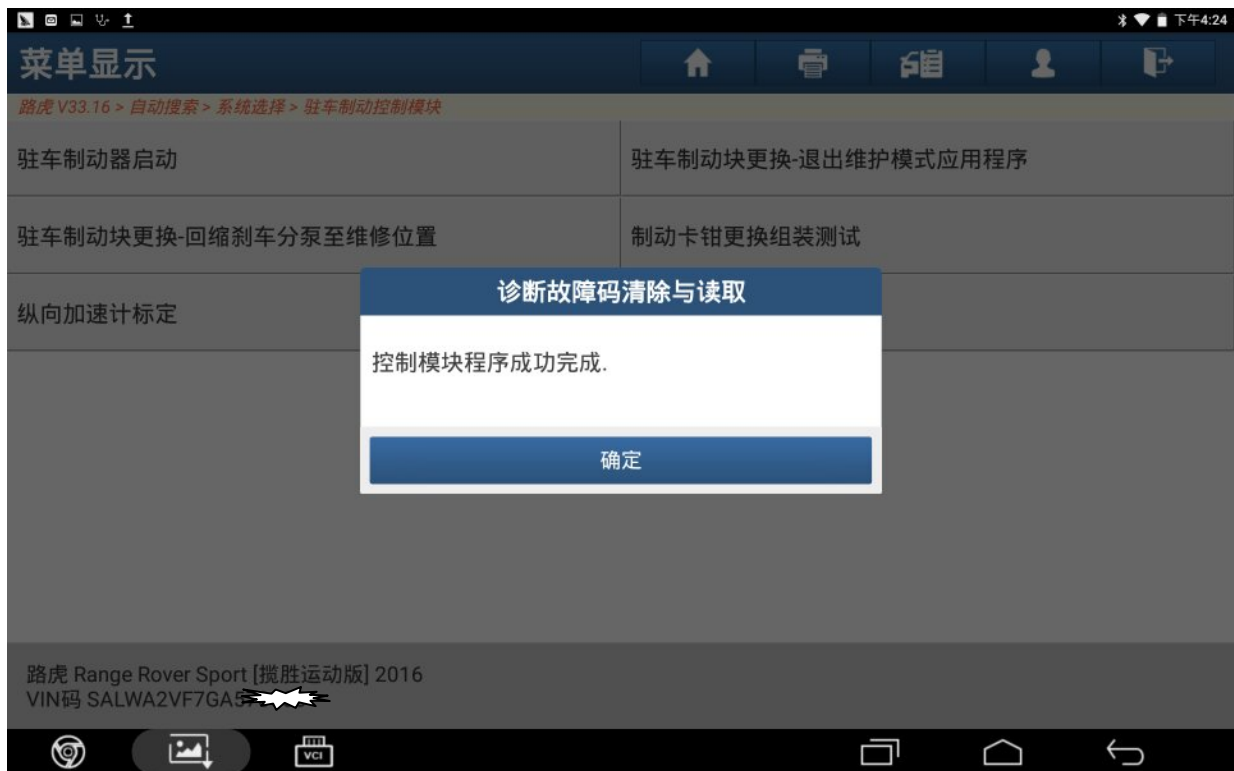 下午4:24
菜单显示
路虎 V33.16 > 自动搜索 > 系统选择 > 驻车制动控制模块
驻车制动器启动
驻车制动块更换-退出维护模式应用程序
驻车制动块更换-回缩刹车分泵至维修位置
制动卡钳更换组装测试
纵向加速计标定
诊断故障码清除与读取
控制模块程序成功完成.
确定
路虎 Range Rover Sport [揽胜运动版] 2016
VIN码 SALWA2VF7GA5
VCI